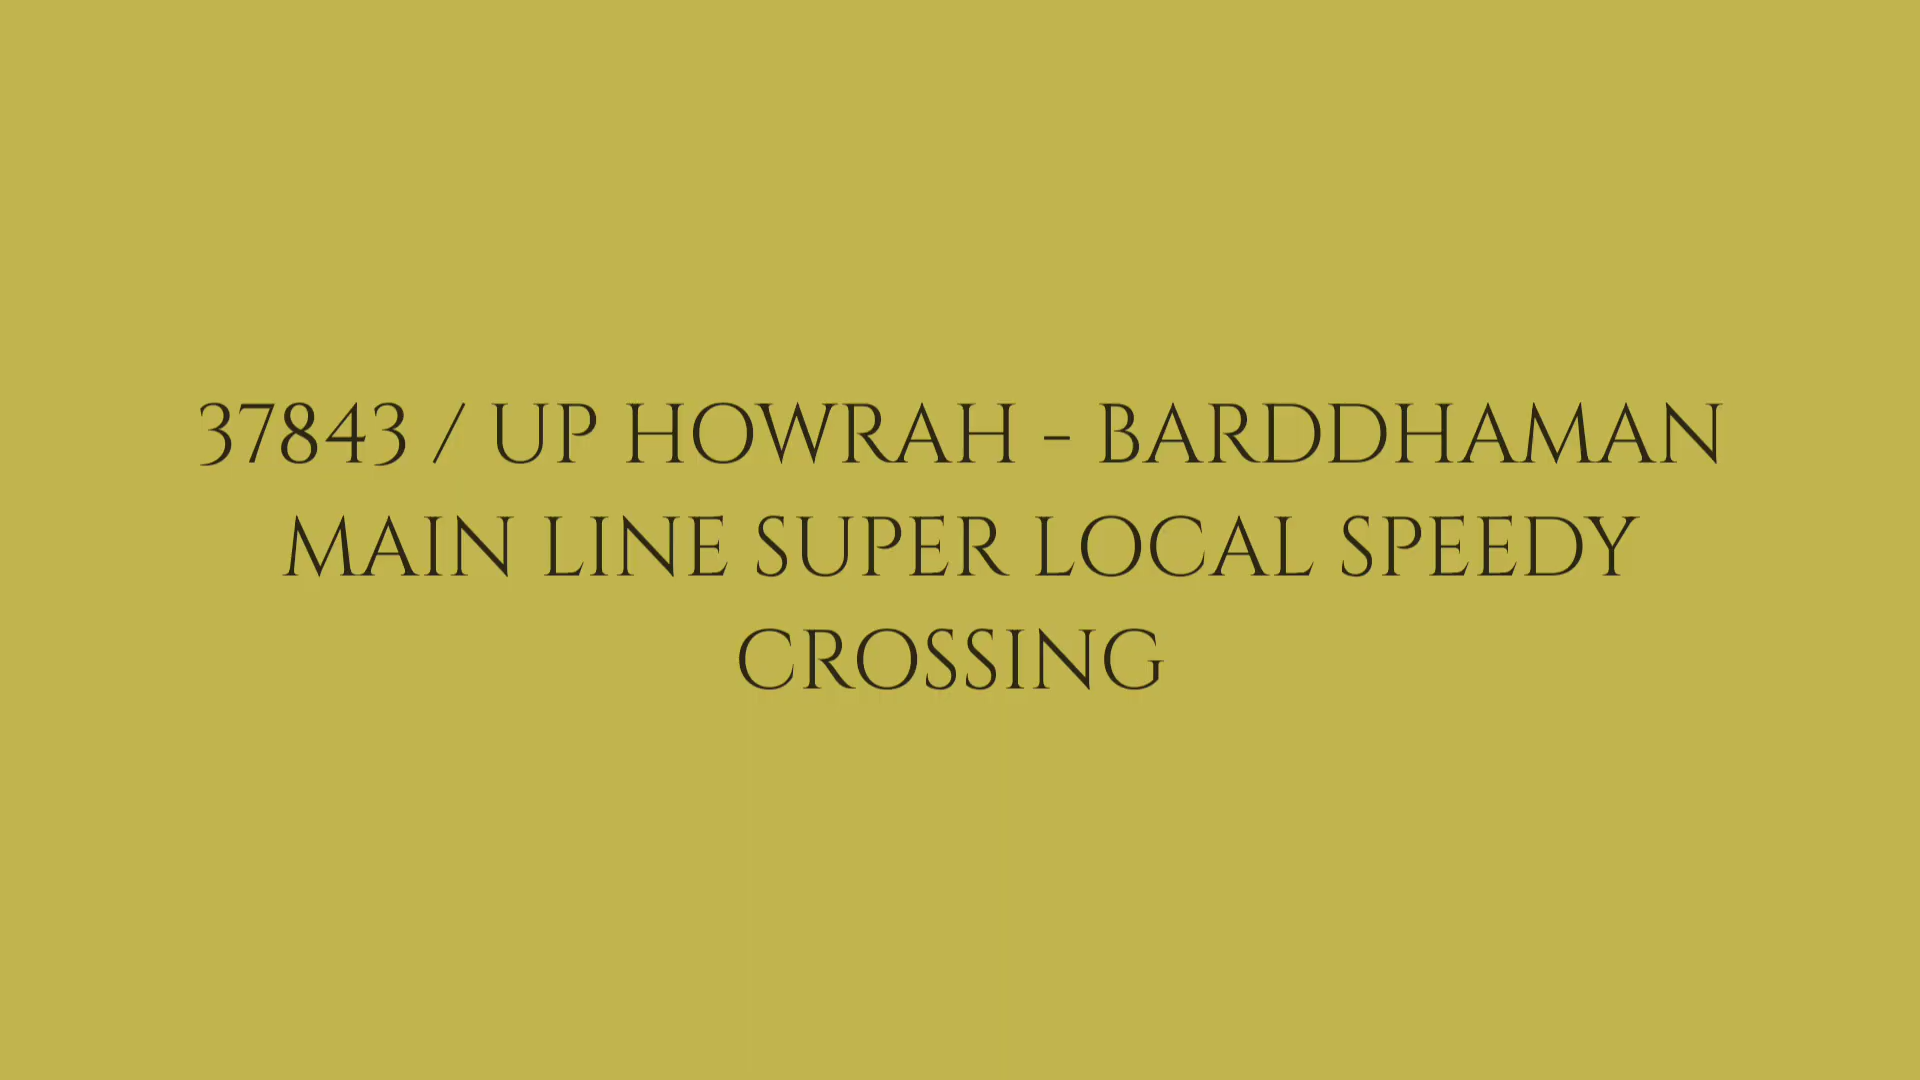 37843 / UP HOWRAH - BARDDHAMAN
MAIN LINE SUPER LOCAL SPEEDY
CROSSING